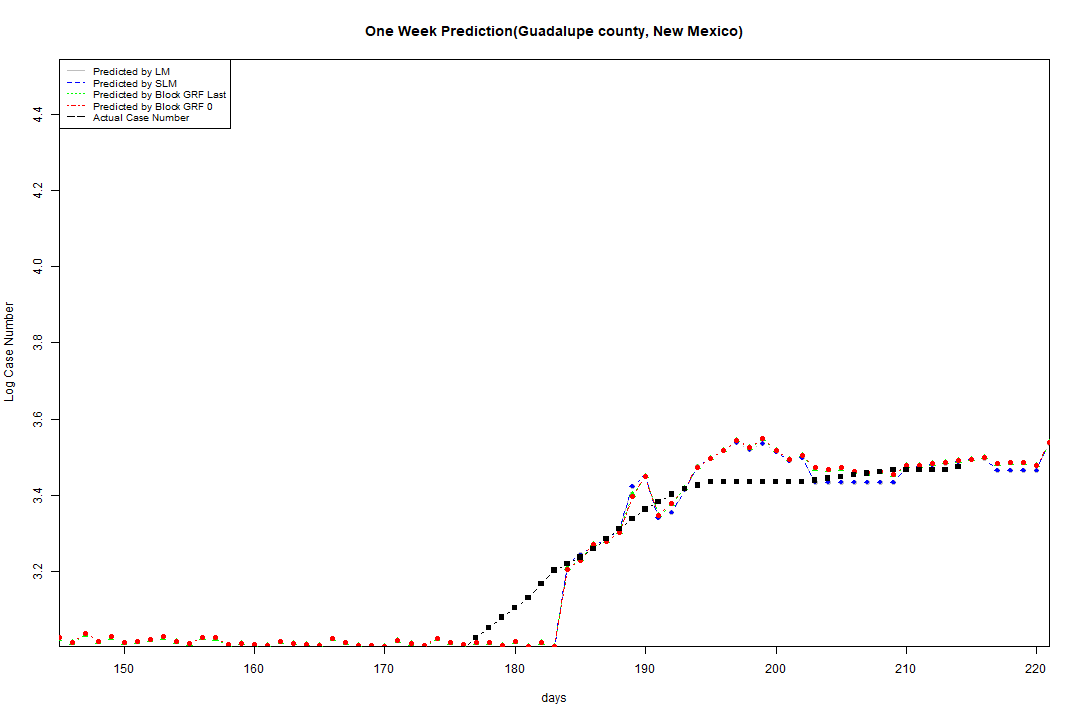 One Week Prediction(Guadalupe county, New Mexico)
Predicted by LM
Predicted by SLM
Predicted by Block GRF Last
Predicted by Block GRF 0
Actual Case Number
Log Case Number
4.4
4.2
4.0
3.8
3.6
3.4
3.2
150 160 170 180 190 200 210 220
days